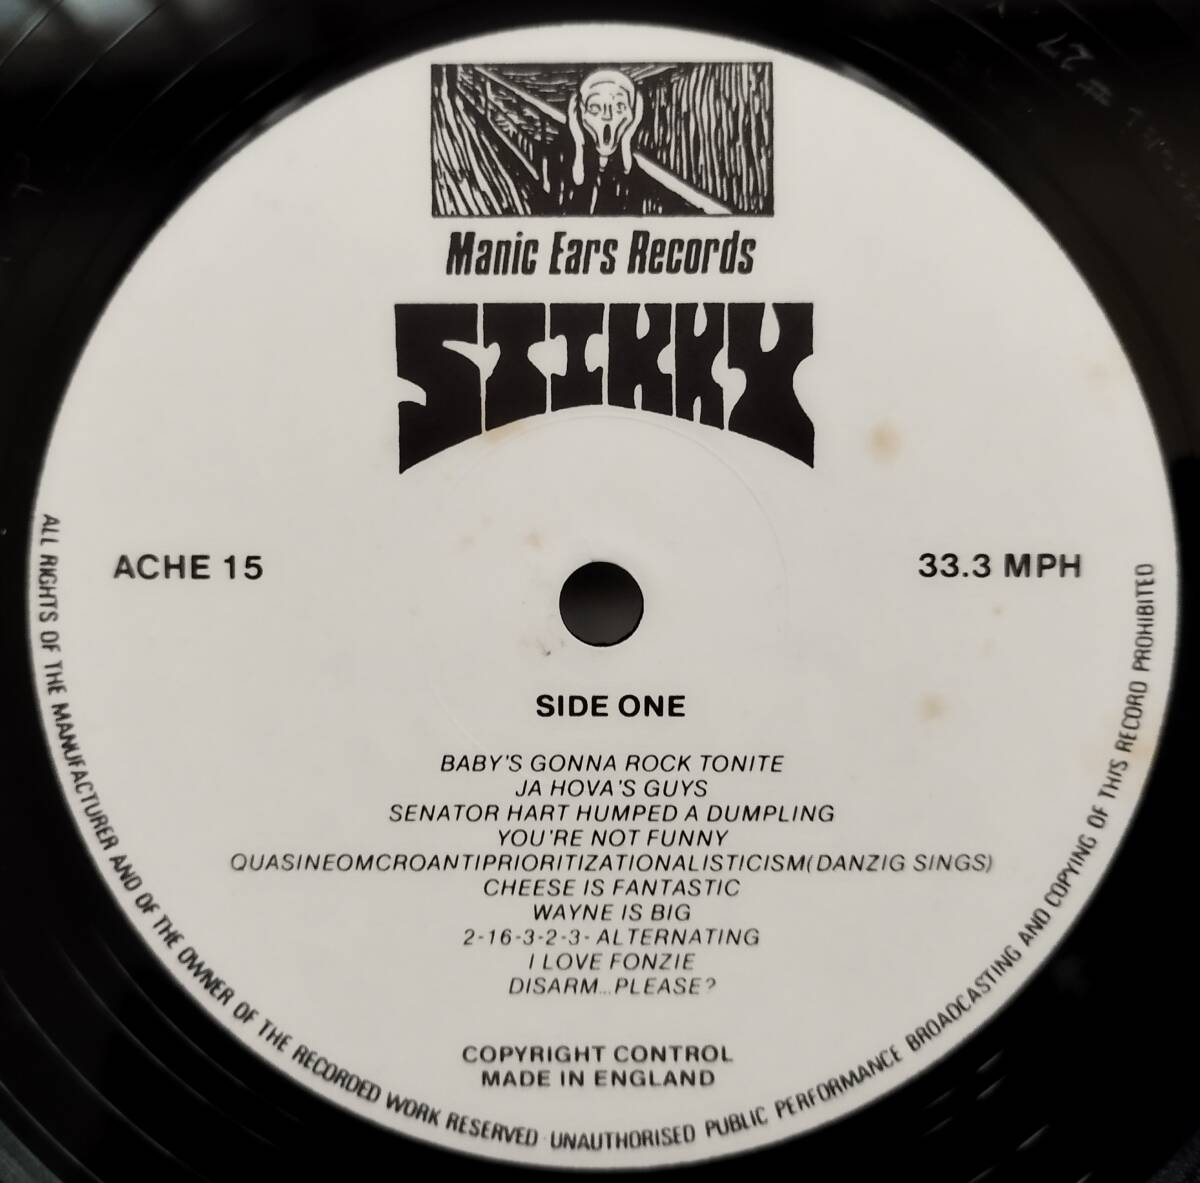 Manic Ears Records
STIKKY
ACHE 15
33.3 MPH
SIDE ONE
BABY'S GONNA ROCK TONITE
JA HOVA'S GUYS
SENATOR HART HUMPED A DUMPLING
YOU'RE NOT FUNNY
QUASINEOMCROANTIPRIORITIZATIONALISTICISM(DANZIG SINGS)
CHEESE IS FANTASTIC
WAYNE IS BIG
2-16-3-2-3- ALTERNATING
I LOVE FONZIE
DISARM...PLEASE?
COPYRIGHT CONTROL
MADE IN ENGLAND
ALL RIGHTS OF THE MANUFACTURER AND OF THE OWNER OF THE RECORDED WORK RESERVED · UNAUTHORISED PUBLIC PERFORMANCE BROADCASTING AND COPYING OF THIS RECORD PROHIBITED